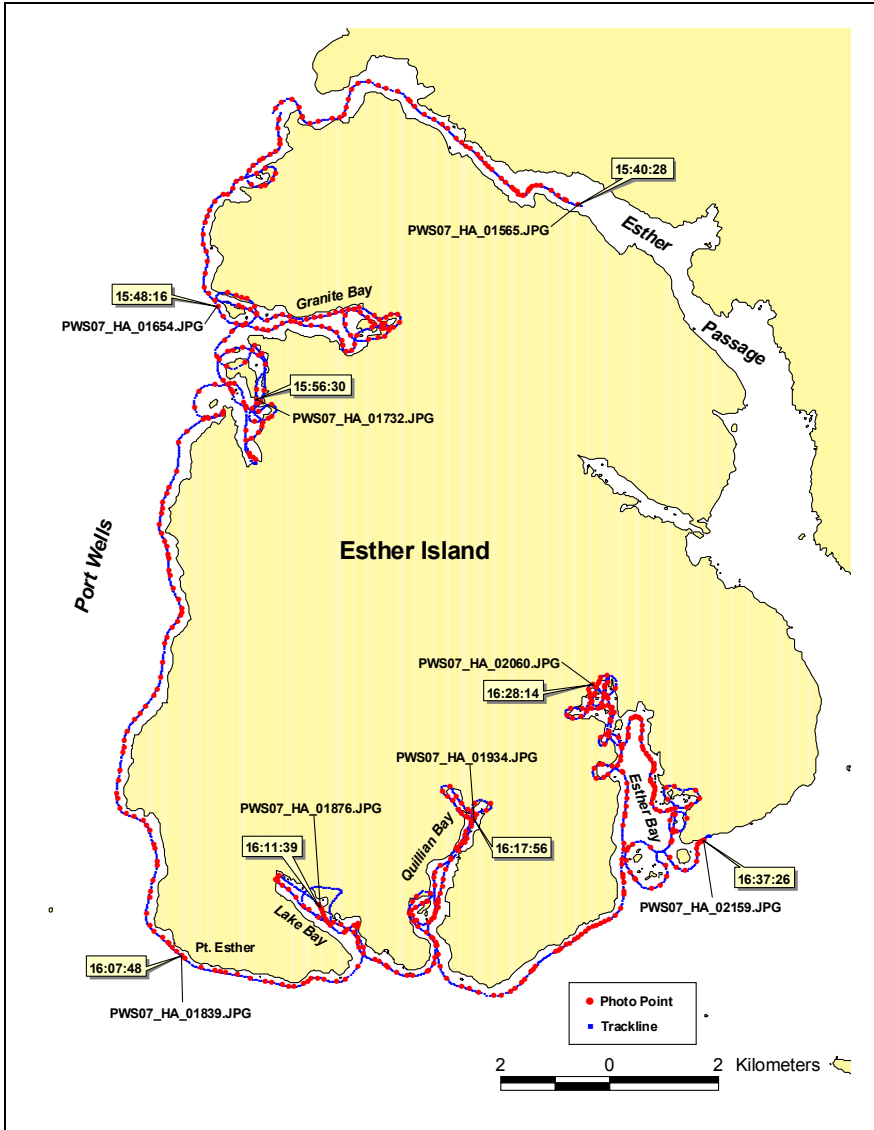 15:40:28
PWS07_HA_01565.JPG
Esther
Passage
Granite Bay
15:48:16
PWS07_HA_01654.JPG
15:56:30
PWS07_HA_01732.JPG
Port Wells
Esther Island
PWS07_HA_02060.JPG
16:28:14
PWS07_HA_01934.JPG
PWS07_HA_01876.JPG
16:11:39
Quillian Bay
16:17:56
Esther Bay
16:37:26
PWS07_HA_02159.JPG
Lake Bay
Pt. Esther
16:07:48
PWS07_HA_01839.JPG
Photo Point
Trackline
2 0 2 Kilometers